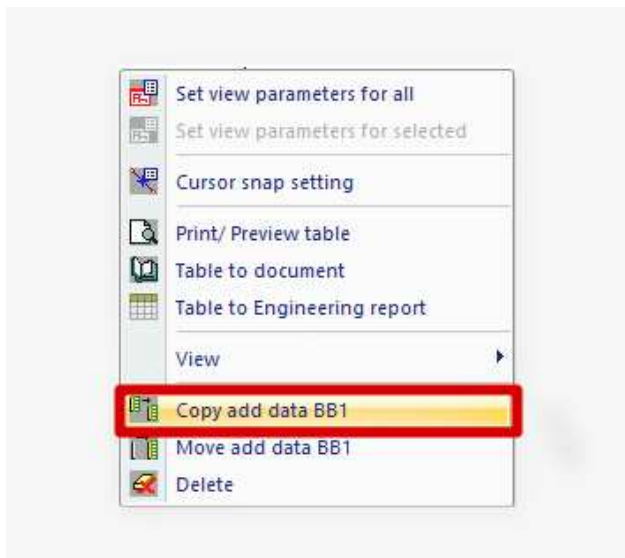 Set view parameters for all
Set view parameters for selected
Cursor snap setting
Print/ Preview table
Table to document
Table to Engineering report
View
Copy add data BB1
Move add data BB1
Delete